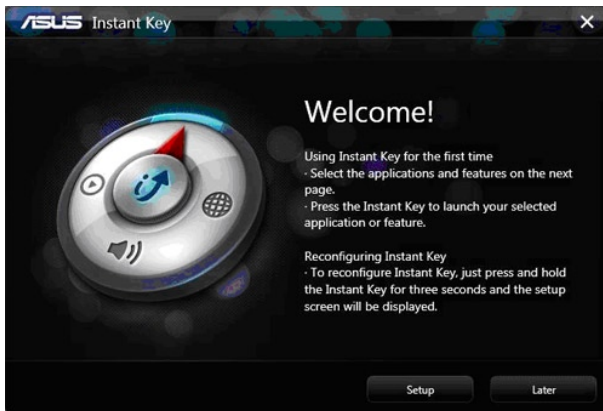 ASUS Instant Key
Welcome!
Using Instant Key for the first time
· Select the applications and features on the next
page.
· Press the Instant Key to launch your selected
application or feature.
Reconfiguring Instant Key
· To reconfigure Instant Key, just press and hold
the Instant Key for three seconds and the setup
screen will be displayed.
Setup Later